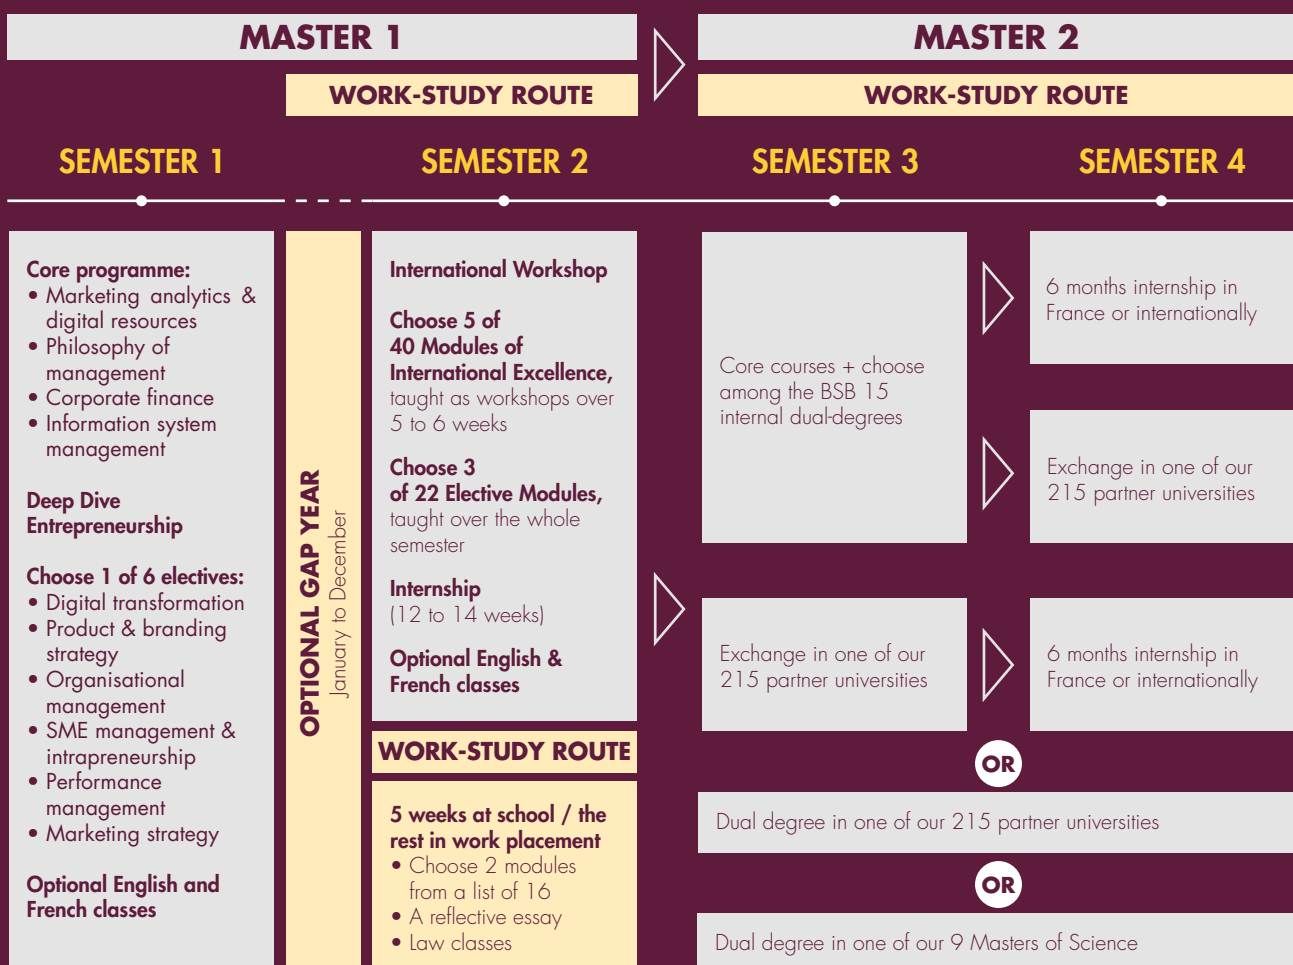 MASTER 1
MASTER 2
WORK-STUDY ROUTE
WORK-STUDY ROUTE
SEMESTER 1
SEMESTER 2
SEMESTER 3
SEMESTER 4
Core programme:
• Marketing analytics &
digital resources
• Philosophy of
management
• Corporate finance
• Information system
management
Deep Dive
Entrepreneurship
Choose 1 of 6 electives:
• Digital transformation
• Product & branding
strategy
• Organisational
management
• SME management &
intrapreneurship
• Performance
management
• Marketing strategy
Optional English and
French classes
OPTIONAL GAP YEAR
January to December
International Workshop
Choose 5 of
40 Modules of
International Excellence,
taught as workshops over
5 to 6 weeks
Choose 3
of 22 Elective Modules,
taught over the whole
semester
Internship
(12 to 14 weeks)
Optional English &
French classes
WORK-STUDY ROUTE
5 weeks at school / the
rest in work placement
• Choose 2 modules
from a list of 16
• A reflective essay
• Law classes
Core courses + choose
among the BSB 15
internal dual-degrees
6 months internship in
France or internationally
Exchange in one of our
215 partner universities
Exchange in one of our
215 partner universities
6 months internship in
France or internationally
OR
Dual degree in one of our 215 partner universities
OR
Dual degree in one of our 9 Masters of Science